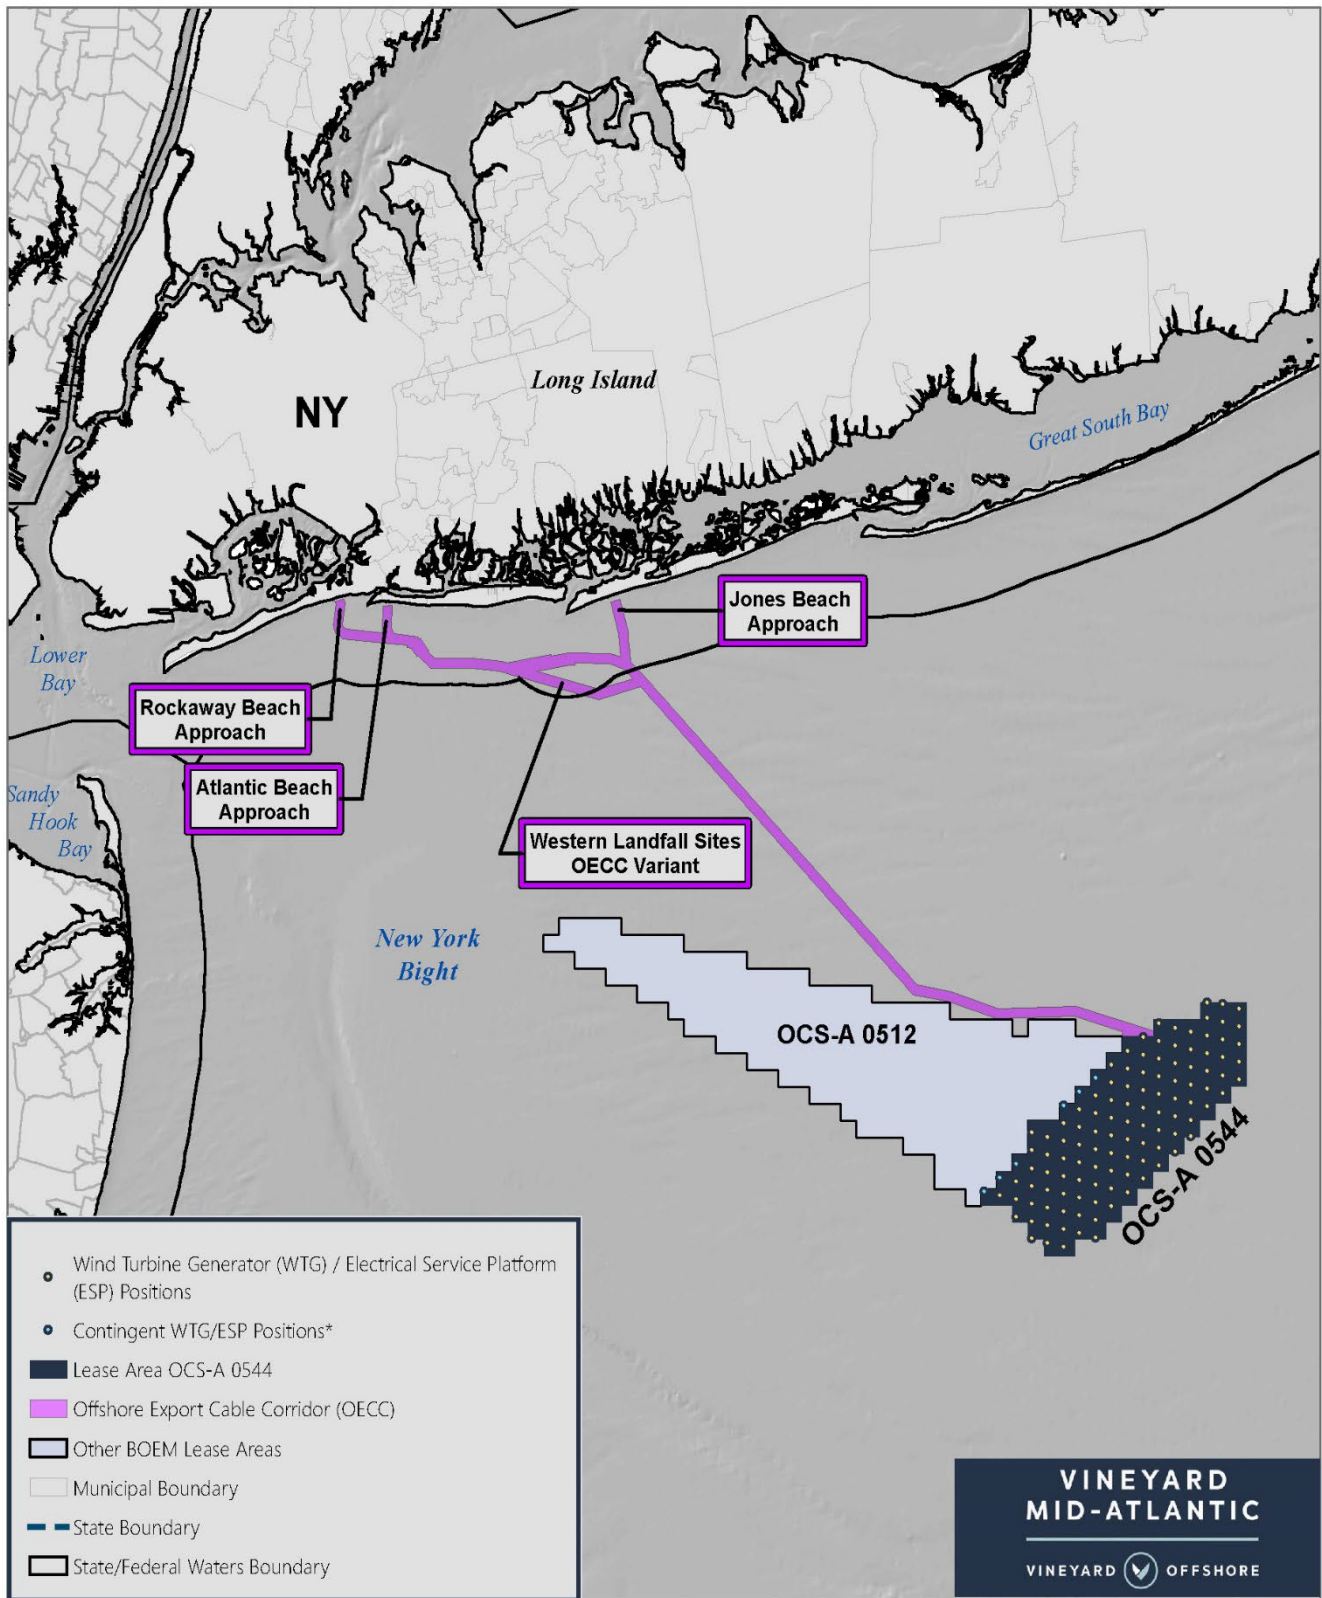 Long Island
NY
Great South Bay
Jones Beach
Approach
Lower
Bay
Rockaway Beach
Approach
Atlantic Beach
Approach
Sandy
Hook
Bay
Western Landfall Sites
OECC Variant
New York
Bight
OCS-A 0512
OCS-A 0544
Wind Turbine Generator (WTG) / Electrical Service Platform
(ESP) Positions
Contingent WTG/ESP Positions*
Lease Area OCS-A 0544
Offshore Export Cable Corridor (OECC)
Other BOEM Lease Areas
Municipal Boundary
State Boundary
State/Federal Waters Boundary
VINEYARD
MID-ATLANTIC
VINEYARD OFFSHORE